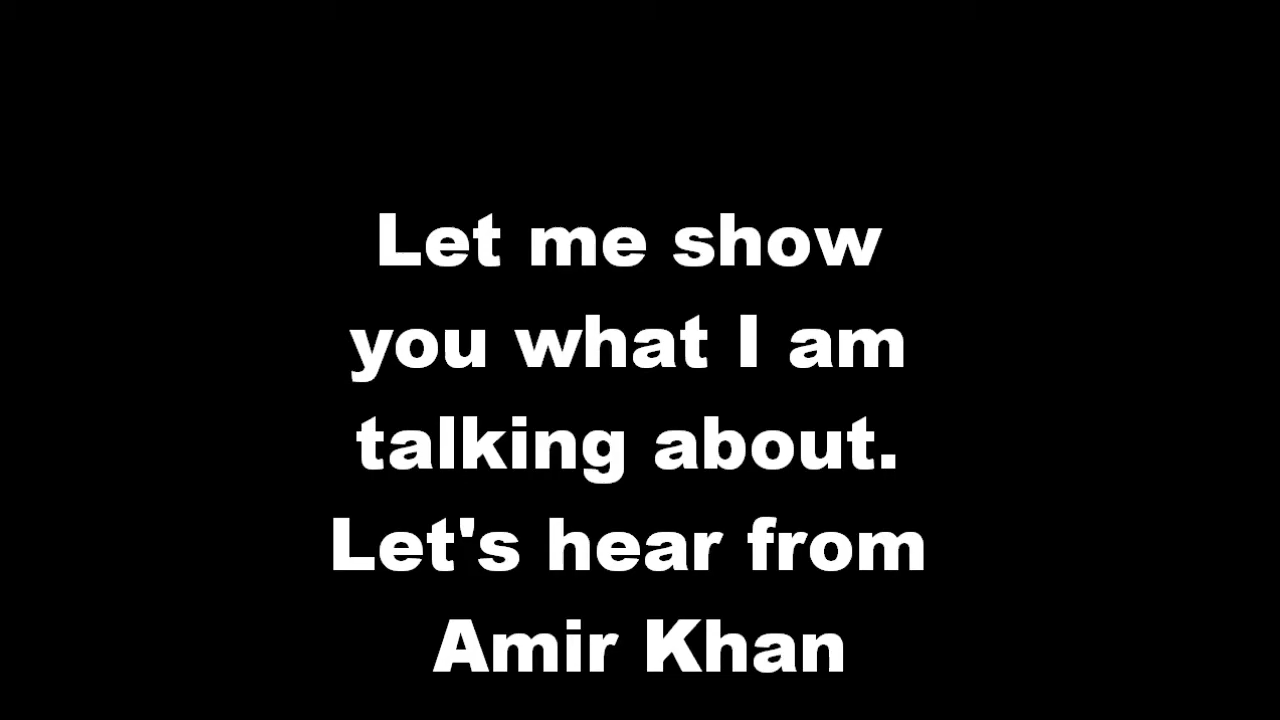 Let me show
you what I am
talking about.
Let's hear from
Amir Khan